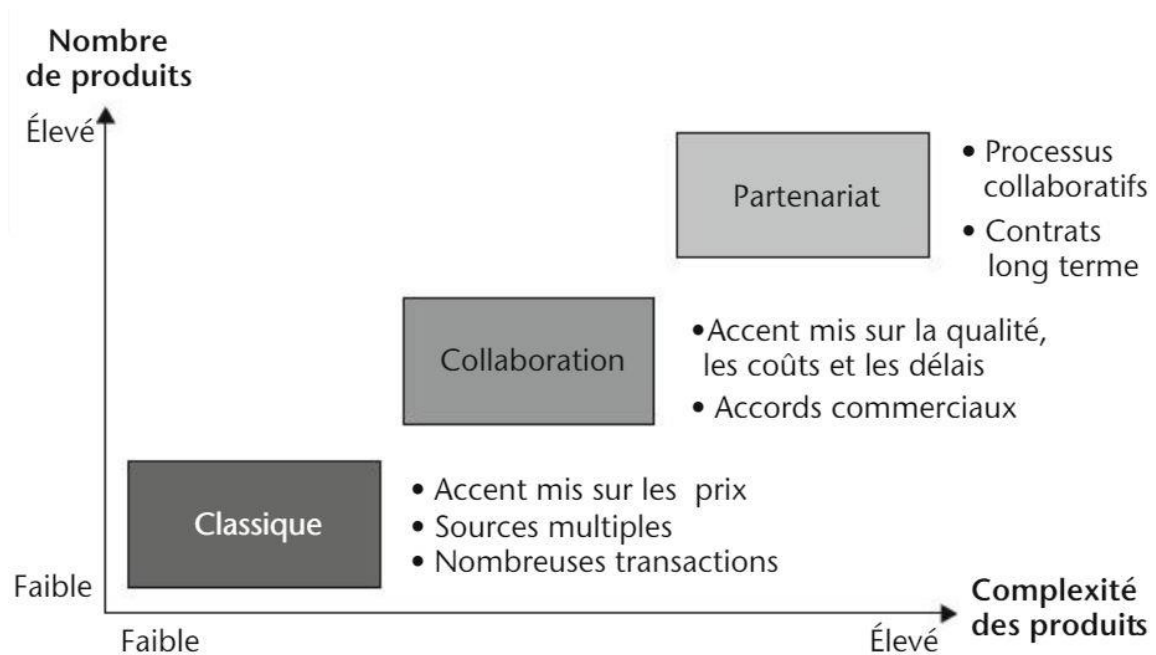 Nombre
de produits
Élevé
Partenariat
• Processus
collaboratifs
• Contrats
long terme
Collaboration
•Accent mis sur la qualité,
les coûts et les délais
• Accords commerciaux
Classique
• Accent mis sur les prix
• Sources multiples
• Nombreuses transactions
Faible
Faible
Élevé
Complexité
des produits